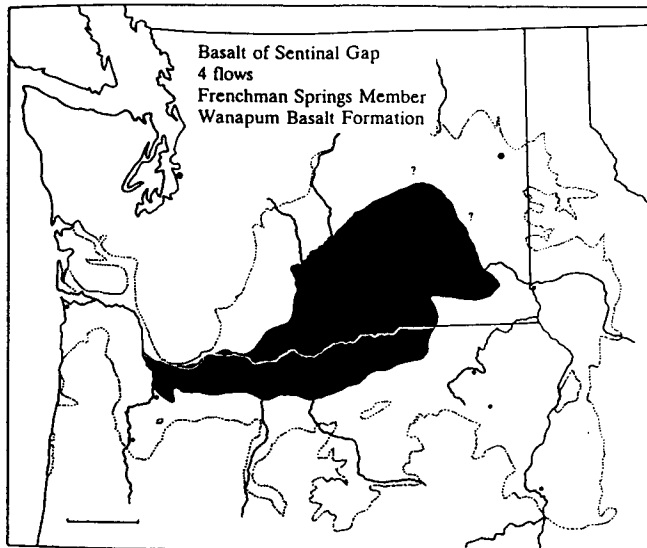 Basalt of Sentinal Gap
4 flows
Frenchman Springs Member
Wanapum Basalt Formation
?
?